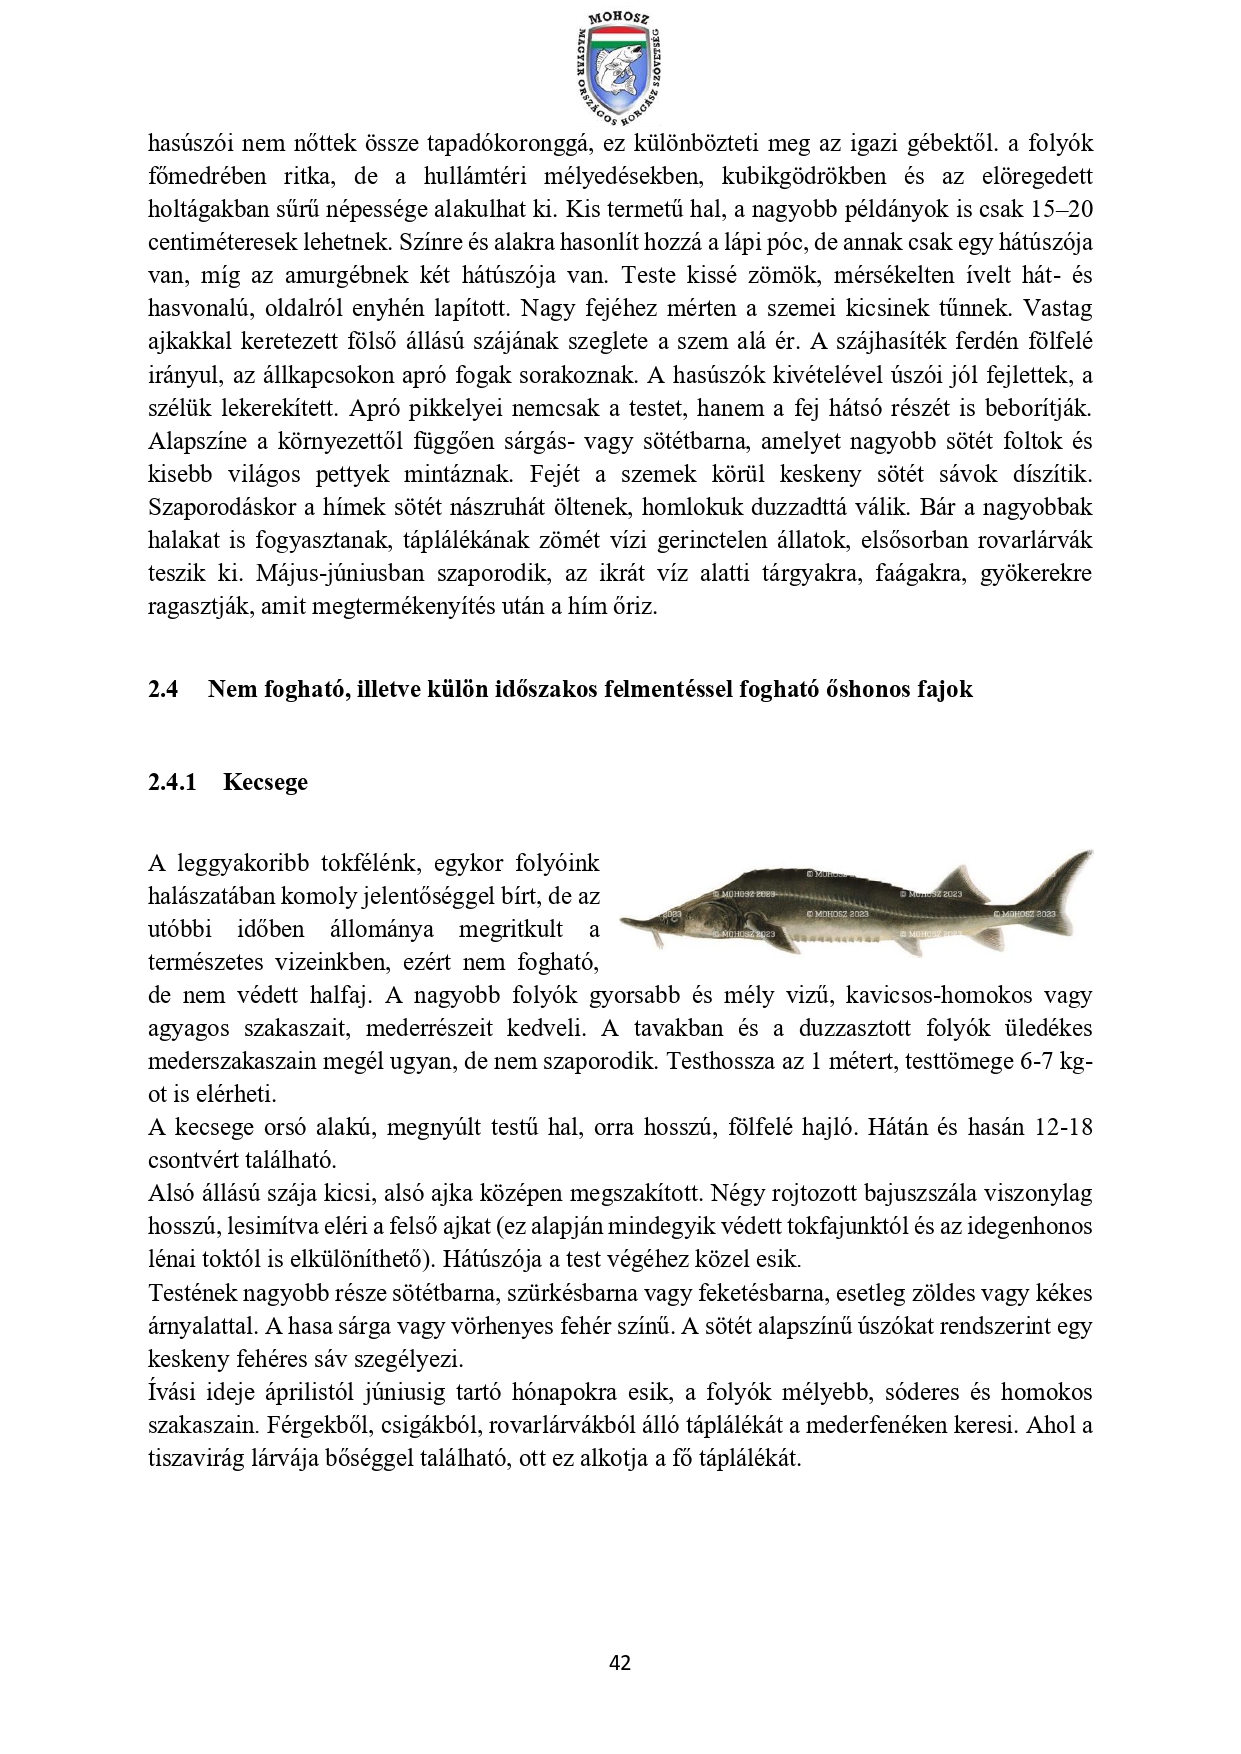 MOHOSZ
MAGYAR ORSZÁGOS HORGÁSZ SZÖVETSÉG
hasúszói nem nőttek össze tapadókoronggá, ez különbözteti meg az igazi gébektől. a folyók
főmedrében ritka, de a hullámtéri mélyedésekben, kubikgödrökben és az elöregedett
holtágakban sűrű népessége alakulhat ki. Kis termetű hal, a nagyobb példányok is csak 15–20
centiméteresek lehetnek. Színre és alakra hasonlít hozzá a lápi póc, de annak csak egy hátúszója
van, míg az amurgébnek két hátúszója van. Teste kissé zömök, mérsékelten ívelt hát- és
hasvonalú, oldalról enyhén lapított. Nagy fejéhez mérten a szemei kicsinek tűnnek. Vastag
ajkakkal keretezett fölső állású szájának szeglete a szem alá ér. A szájhasíték ferdén fölfelé
irányul, az állkapcsokon apró fogak sorakoznak. A hasúszók kivételével úszói jól fejlettek, a
szélük lekerekített. Apró pikkelyei nemcsak a testet, hanem a fej hátsó részét is beborítják.
Alapszíne a környezettől függően sárgás- vagy sötétbarna, amelyet nagyobb sötét foltok és
kisebb világos pettyek mintáznak. Fejét a szemek körül keskeny sötét sávok díszítik.
Szaporodáskor a hímek sötét nászruhát öltenek, homlokuk duzzadttá válik. Bár a nagyobbak
halakat is fogyasztanak, táplálékának zömét vízi gerinctelen állatok, elsősorban rovarlárvák
teszik ki. Május-júniusban szaporodik, az ikrát víz alatti tárgyakra, faágakra, gyökerekre
ragasztják, amit megtermékenyítés után a hím őriz.
2.4 Nem fogható, illetve külön időszakos felmentéssel fogható őshonos fajok
2.4.1 Kecsege
A leggyakoribb tokfélénk, egykor folyóink
halászatában komoly jelentőséggel bírt, de az
utóbbi időben állománya megritkult a
természetes vizeinkben, ezért nem fogható,
© MOHOSZ 2023
© MOHOSZ 2023
© MOHOSZ 2023
2023
© MOHOSZ 2023
© MOHOSZ 2023
© MOHOSZ 2023
© MOHOSZ 2023
de nem védett halfaj. A nagyobb folyók gyorsabb és mély vizű, kavicsos-homokos vagy
agyagos szakaszait, mederrészeit kedveli. A tavakban és a duzzasztott folyók üledékes
mederszakaszain megél ugyan, de nem szaporodik. Testhossza az 1 métert, testtömege 6-7 kg-
ot is elérheti.
A kecsege orsó alakú, megnyúlt testű hal, orra hosszú, fölfelé hajló. Hátán és hasán 12-18
csontvért található.
Alsó állású szája kicsi, alsó ajka középen megszakított. Négy rojtozott bajuszszála viszonylag
hosszú, lesimítva eléri a felső ajkat (ez alapján mindegyik védett tokfajunktól és az idegenhonos
lénai toktól is elkülöníthető). Hátúszója a test végéhez közel esik.
Testének nagyobb része sötétbarna, szürkésbarna vagy feketésbarna, esetleg zöldes vagy kékes
árnyalattal. A hasa sárga vagy vörhenyes fehér színű. A sötét alapszínű úszókat rendszerint egy
keskeny fehéres sáv szegélyezi.
Ívási ideje áprilistól júniusig tartó hónapokra esik, a folyók mélyebb, sóderes és homokos
szakaszain. Férgekből, csigákból, rovarlárvákból álló táplálékát a mederfenéken keresi. Ahol a
tiszavirág lárvája bőséggel található, ott ez alkotja a fő táplálékát.
42